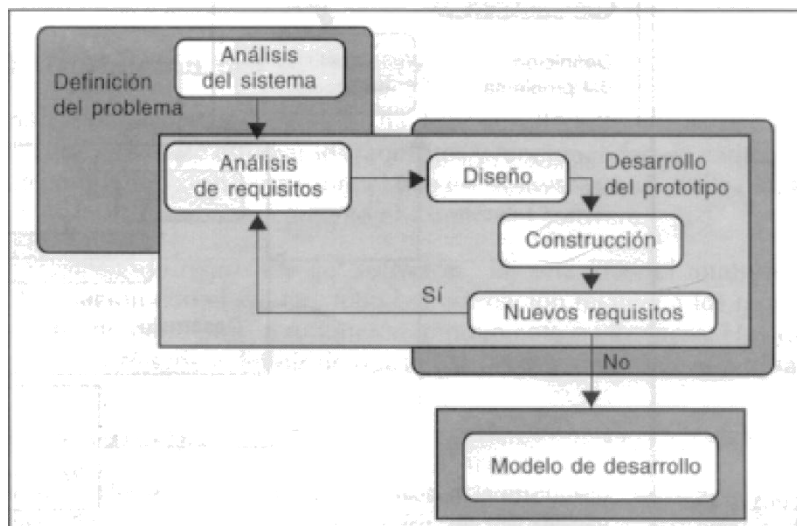 Análisis
del sistema
Definición
del problema
Análisis
de requisitos
Diseño
Desarrollo
del prototipo
Construcción
Sí
Nuevos requisitos
No
Modelo de desarrollo